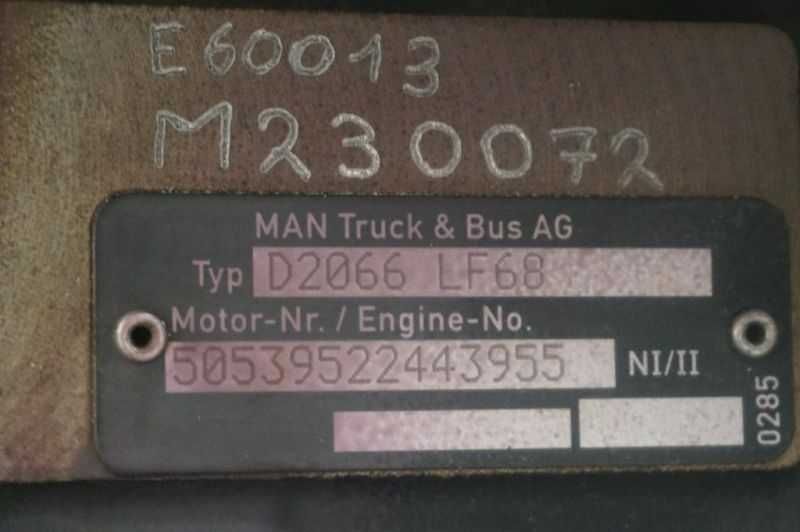 E60013
M230072
MAN Truck & Bus AG
Typ D2066 LF68
Motor-Nr. / Engine-No.
50539522443955 NI/II
0285